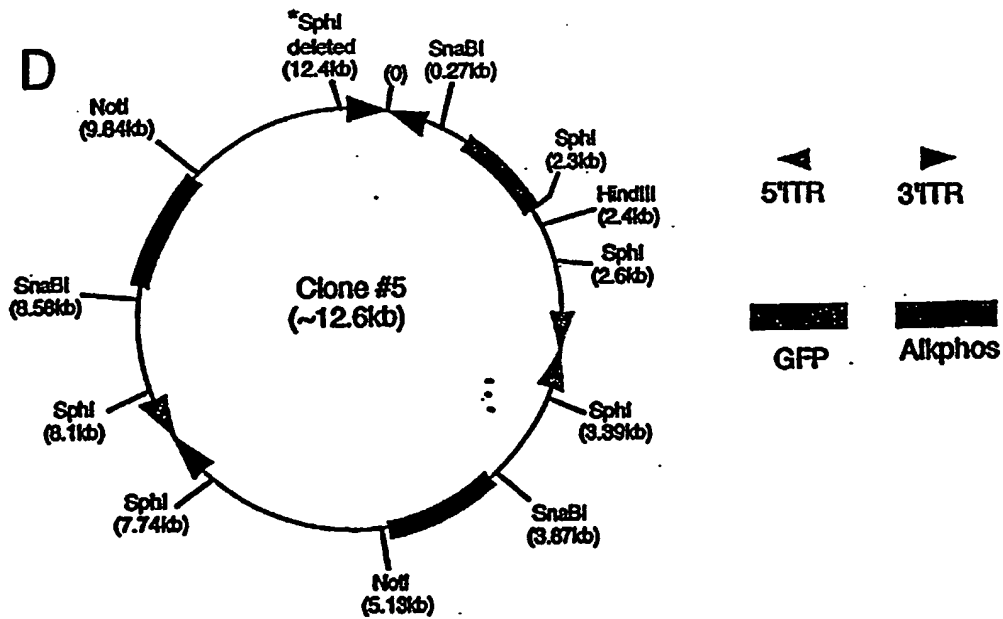 D
*SphI
deleted
(12.4kb)
(0)
SnaBI
(0.27kb)
NotI
(9.84kb)
SphI
(2.3kb)
HindIII
(2.4kb)
SphI
(2.6kb)
5'ITR
3'ITR
SnaBI
(8.58kb)
Clone #5
(~12.6kb)
GFP
Alkphos
SphI
(8.1kb)
SphI
(3.39kb)
SphI
(7.74kb)
SnaBI
(3.87kb)
NotI
(5.13kb)